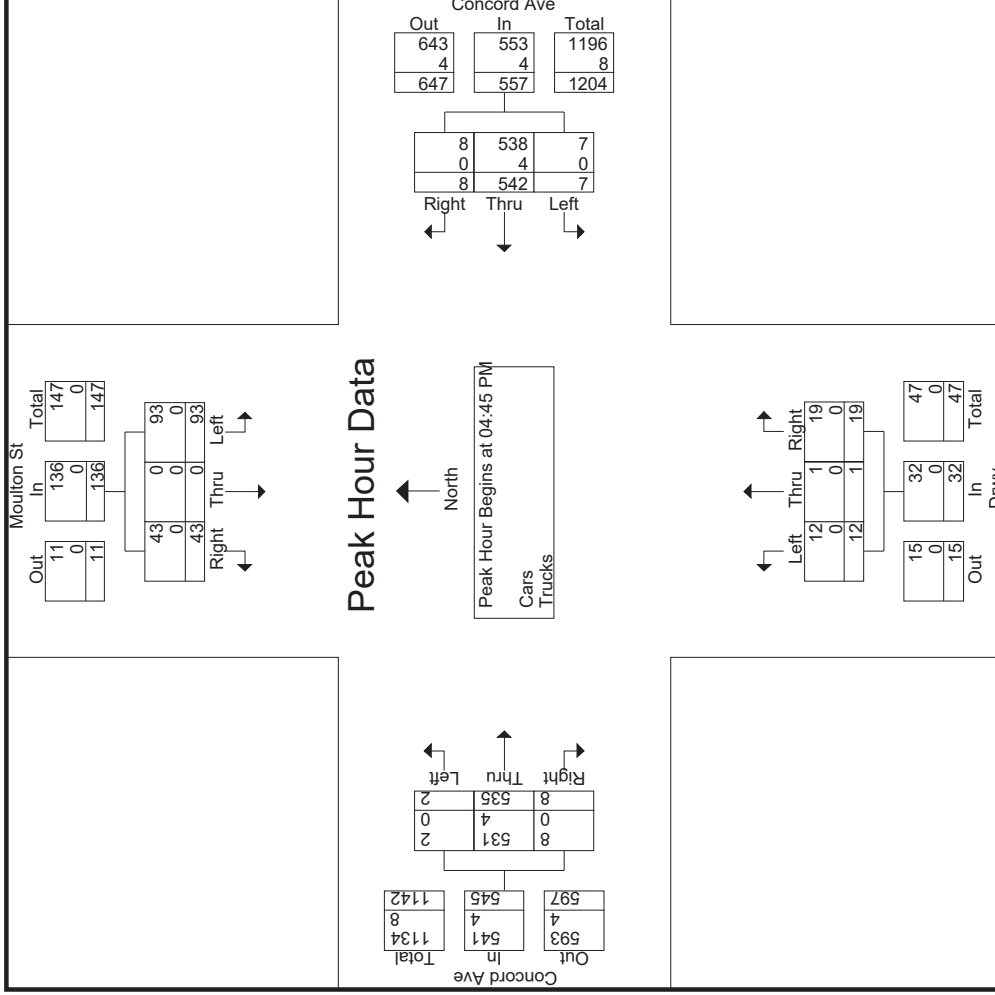 Concord Ave
Out In Total
643 553 1196
4 4 8
647 557 1204
8 538 7
0 4 0
8 542 7
Right Thru Left
Moulton St
Out In Total
11 136 147
0 0 0
11 136 147
43 0 93
0 0 0
43 0 93
Right Thru Left
Peak Hour Data
North
Peak Hour Begins at 04:45 PM
Cars
Trucks
Left Thru Right
12 1 19
0 0 0
12 1 19
15 32 47
0 0 0
15 32 47
Out In Total
Concord Ave
Out In Total
593 541 1134
4 4 8
597 545 1142
8 531 2
0 4 0
8 535 2
Right Thru Left